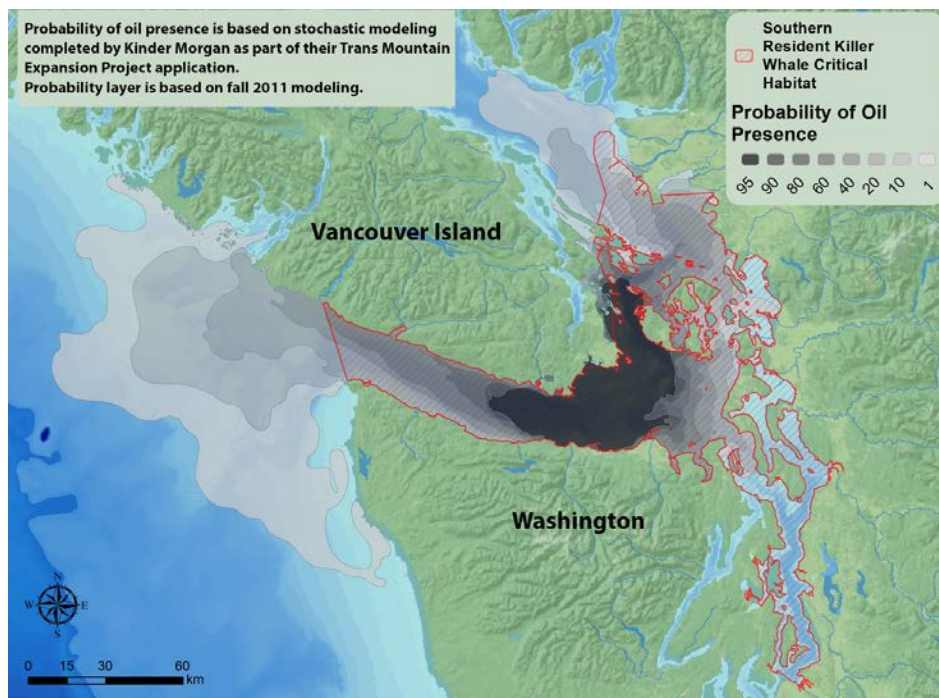 Probability of oil presence is based on stochastic modeling
completed by Kinder Morgan as part of their Trans Mountain
Expansion Project application.
Probability layer is based on fall 2011 modeling.
Southern
Resident Killer
Whale Critical
Habitat
Probability of Oil
Presence
95 90 80 60 40 20 10 1
Vancouver Island
Washington
N
W E
S
0 15 30 60
km